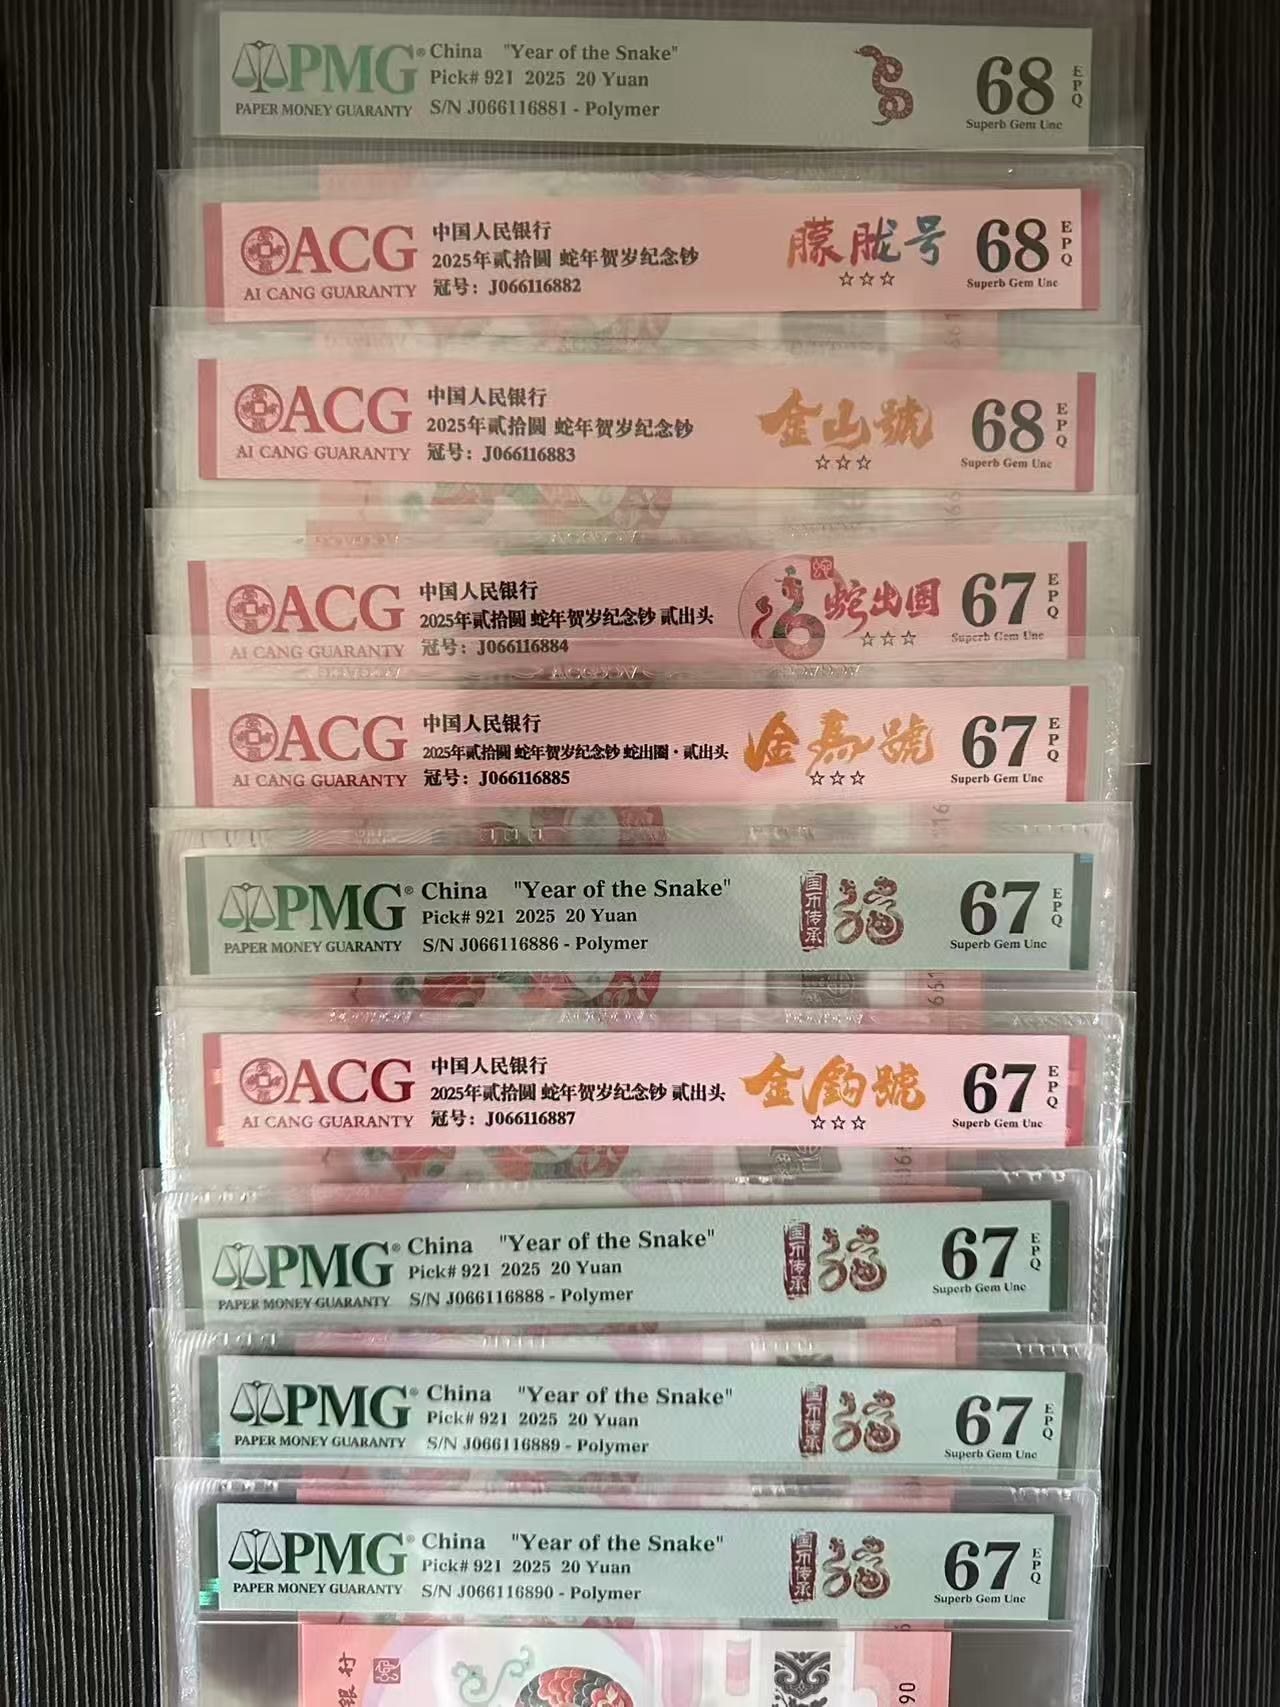 PMG® China "Year of the Snake"
Pick# 921 2025 20 Yuan
PAPER MONEY GUARANTY S/N J066116881 - Polymer
68 EPQ
Superb Gem Unc
ACG 中国人民银行
2025年贰拾圆 蛇年贺岁纪念钞
AI CANG GUARANTY 冠号：J066116882
朦胧号 68 EPQ
☆☆☆ Superb Gem Unc
ACG 中国人民银行
2025年贰拾圆 蛇年贺岁纪念钞
AI CANG GUARANTY 冠号：J066116883
金山號 68 EPQ
☆☆☆ Superb Gem Unc
ACG 中国人民银行
2025年贰拾圆 蛇年贺岁纪念钞 贰出头
AI CANG GUARANTY 冠号：J066116884
蛇出圈 67 EPQ
☆☆☆ Superb Gem Unc
ACG 中国人民银行
2025年贰拾圆 蛇年贺岁纪念钞 蛇出圈·贰出头
AI CANG GUARANTY 冠号：J066116885
金馬號 67 EPQ
☆☆☆ Superb Gem Unc
PMG® China "Year of the Snake"
Pick# 921 2025 20 Yuan
PAPER MONEY GUARANTY S/N J066116886 - Polymer
国币传承 福 67 EPQ
Superb Gem Unc
ACG 中国人民银行
2025年贰拾圆 蛇年贺岁纪念钞 贰出头
AI CANG GUARANTY 冠号：J066116887
金鈎號 67 EPQ
☆☆☆ Superb Gem Unc
PMG® China "Year of the Snake"
Pick# 921 2025 20 Yuan
PAPER MONEY GUARANTY S/N J066116888 - Polymer
国币传承 福 67 EPQ
Superb Gem Unc
PMG® China "Year of the Snake"
Pick# 921 2025 20 Yuan
PAPER MONEY GUARANTY S/N J066116889 - Polymer
国币传承 福 67 EPQ
Superb Gem Unc
PMG® China "Year of the Snake"
Pick# 921 2025 20 Yuan
PAPER MONEY GUARANTY S/N J066116890 - Polymer
国币传承 福 67 EPQ
Superb Gem Unc
90